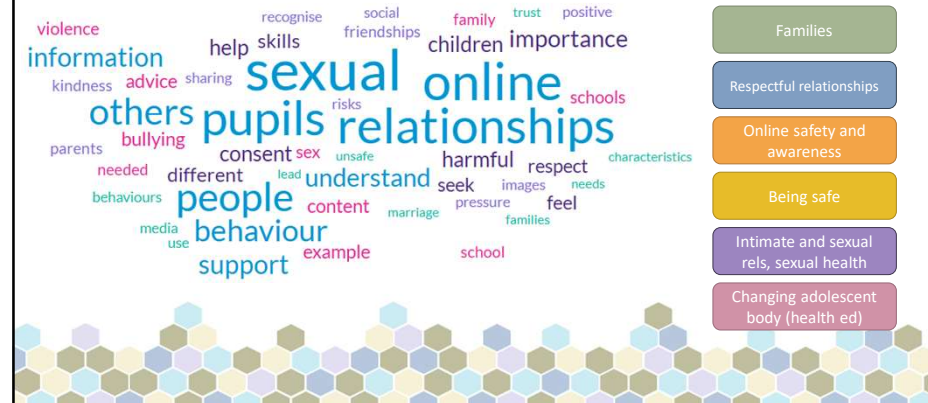 recognise social family trust positive
violence friendships
information help skills children importance
kindness advice sharing sexual online schools
others pupils risks relationships
parents bullying consent sex unsafe harmful respect characteristics
needed different lead understand seek images needs
behaviours people content marriage pressure feel
families
media use behaviour example school
support
Families
Respectful relationships
Online safety and
awareness
Being safe
Intimate and sexual
rels, sexual health
Changing adolescent
body (health ed)